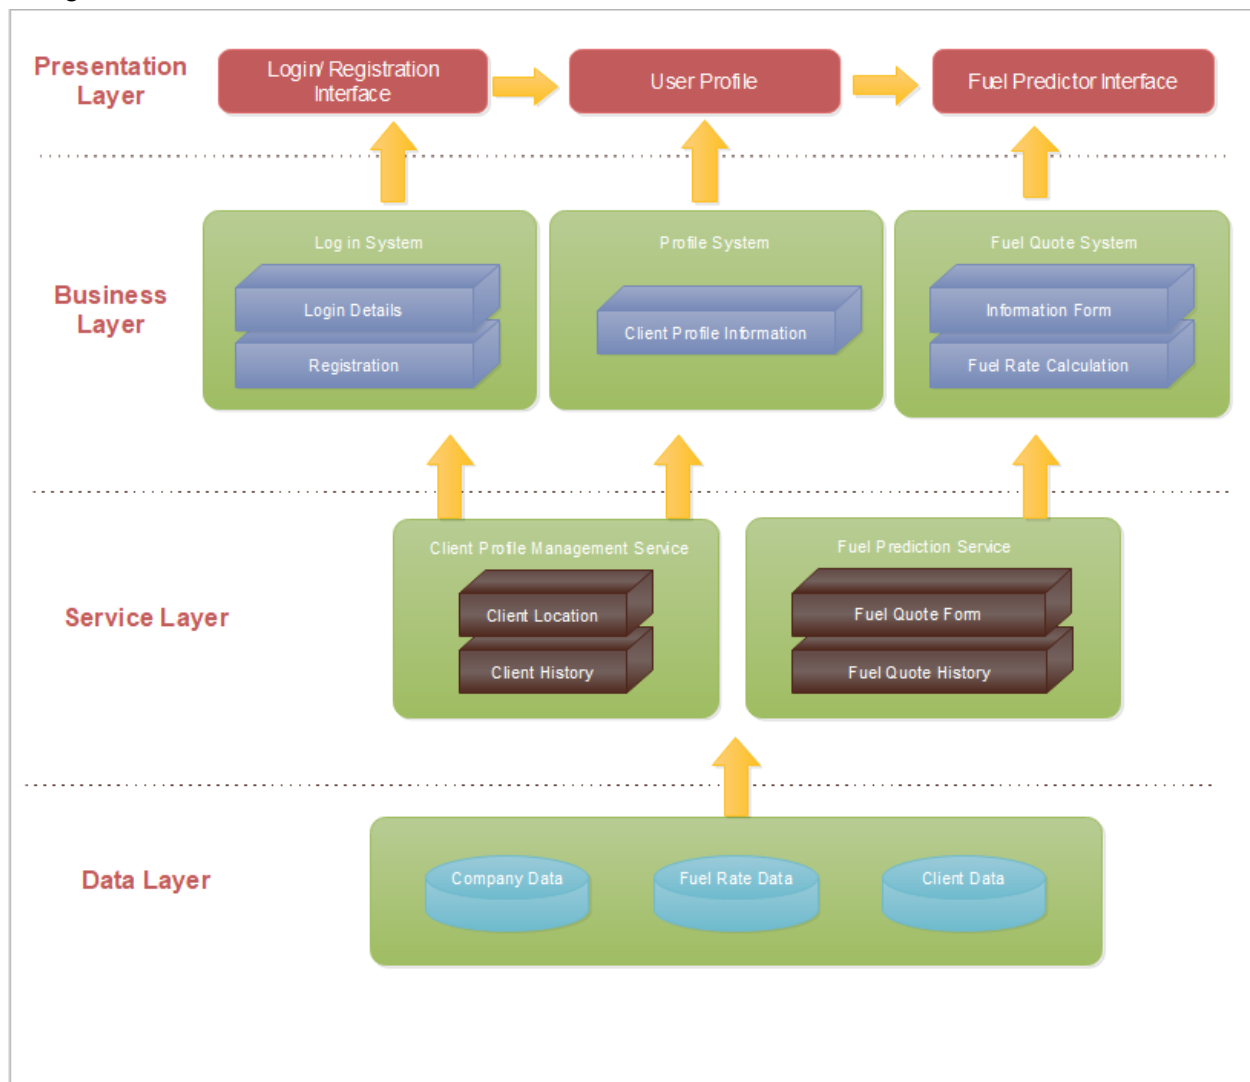 Presentation
Layer
Login/ Registration
Interface
User Profile
Fuel Predictor Interface
Business
Layer
Log in System
Login Details
Registration
Profile System
Client Profile Information
Fuel Quote System
Information Form
Fuel Rate Calculation
Service Layer
Client Profile Management Service
Client Location
Client History
Fuel Prediction Service
Fuel Quote Form
Fuel Quote History
Data Layer
Company Data
Fuel Rate Data
Client Data